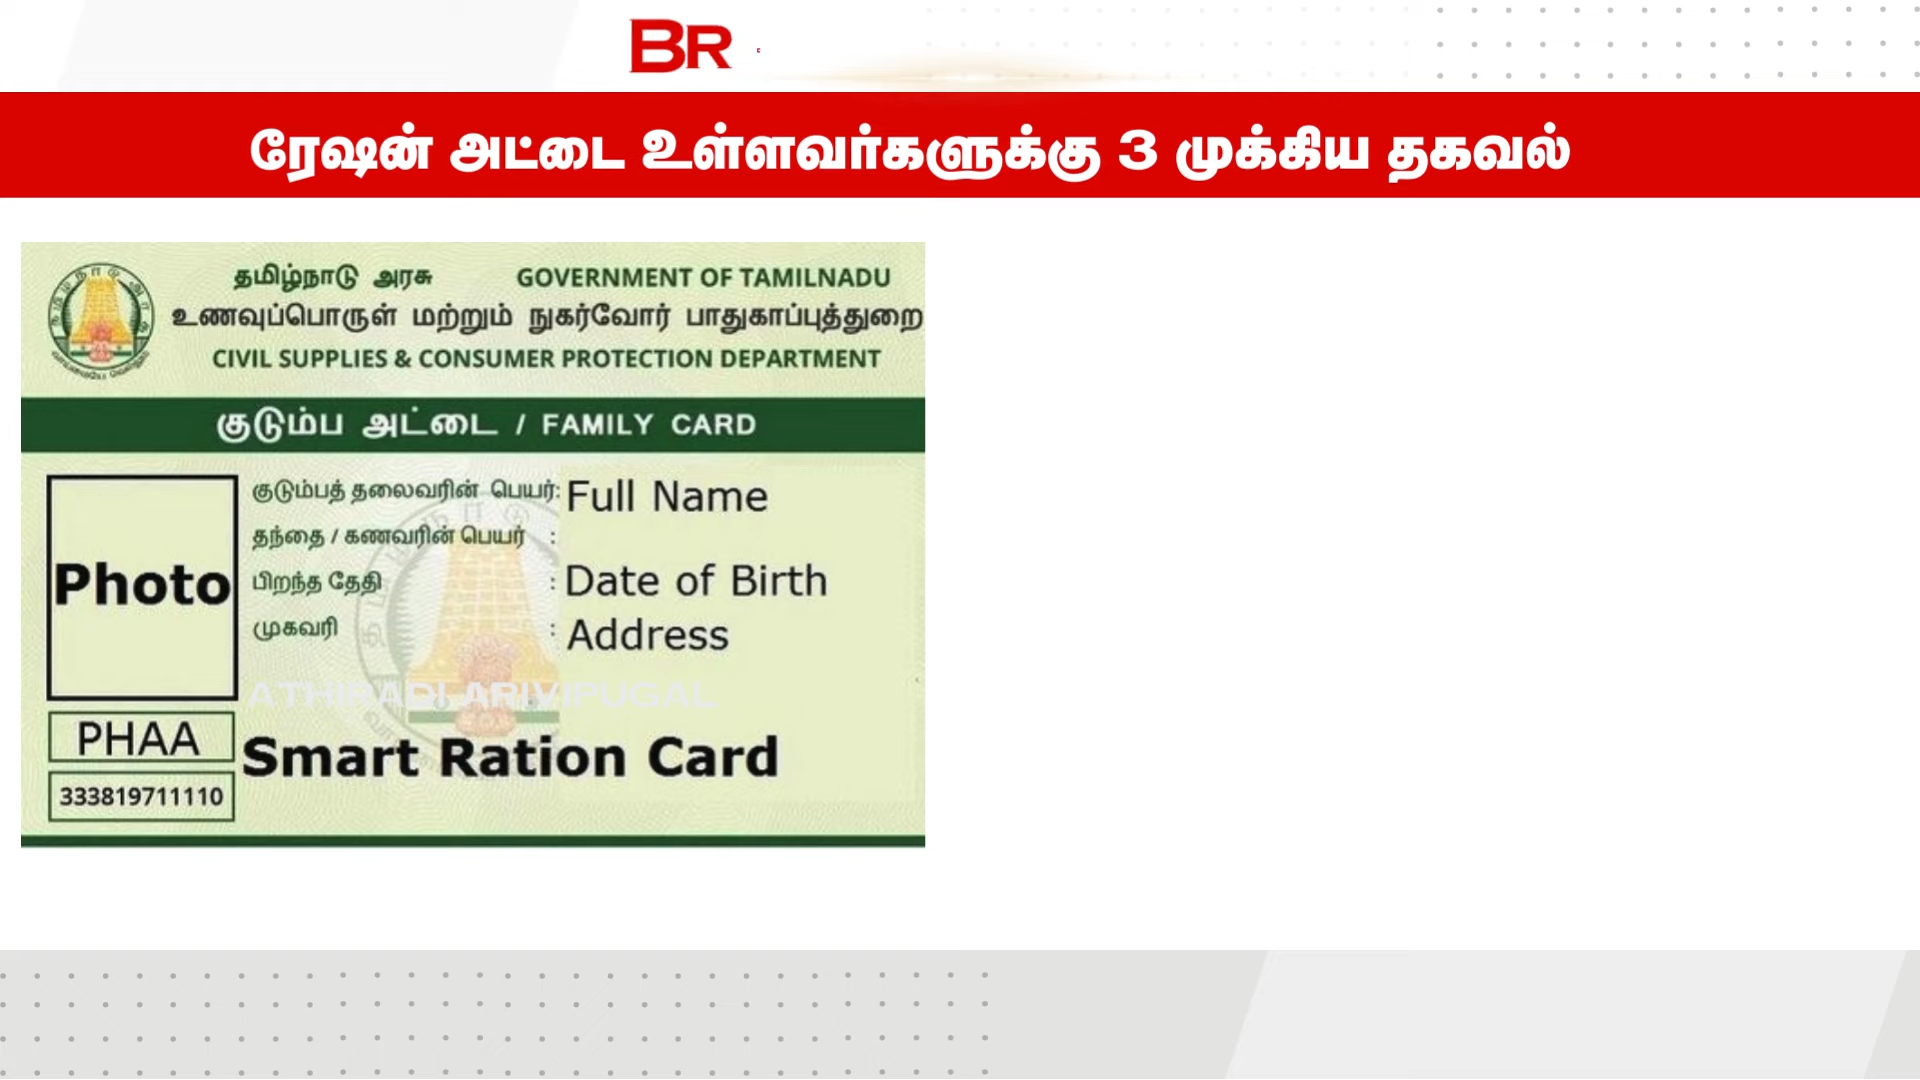 BR
ரேஷன் அட்டை உள்ளவர்களுக்கு 3 முக்கிய தகவல்
தமிழ்நாடு அரசு GOVERNMENT OF TAMILNADU
உணவுப்பொருள் மற்றும் நுகர்வோர் பாதுகாப்புத்துறை
CIVIL SUPPLIES & CONSUMER PROTECTION DEPARTMENT
குடும்ப அட்டை / FAMILY CARD
Photo
குடும்பத் தலைவரின் பெயர்: Full Name
தந்தை / கணவரின் பெயர் :
பிறந்த தேதி : Date of Birth
முகவரி : Address
ATHIRADI ARIVIPUGAL
PHAA
Smart Ration Card
333819711110